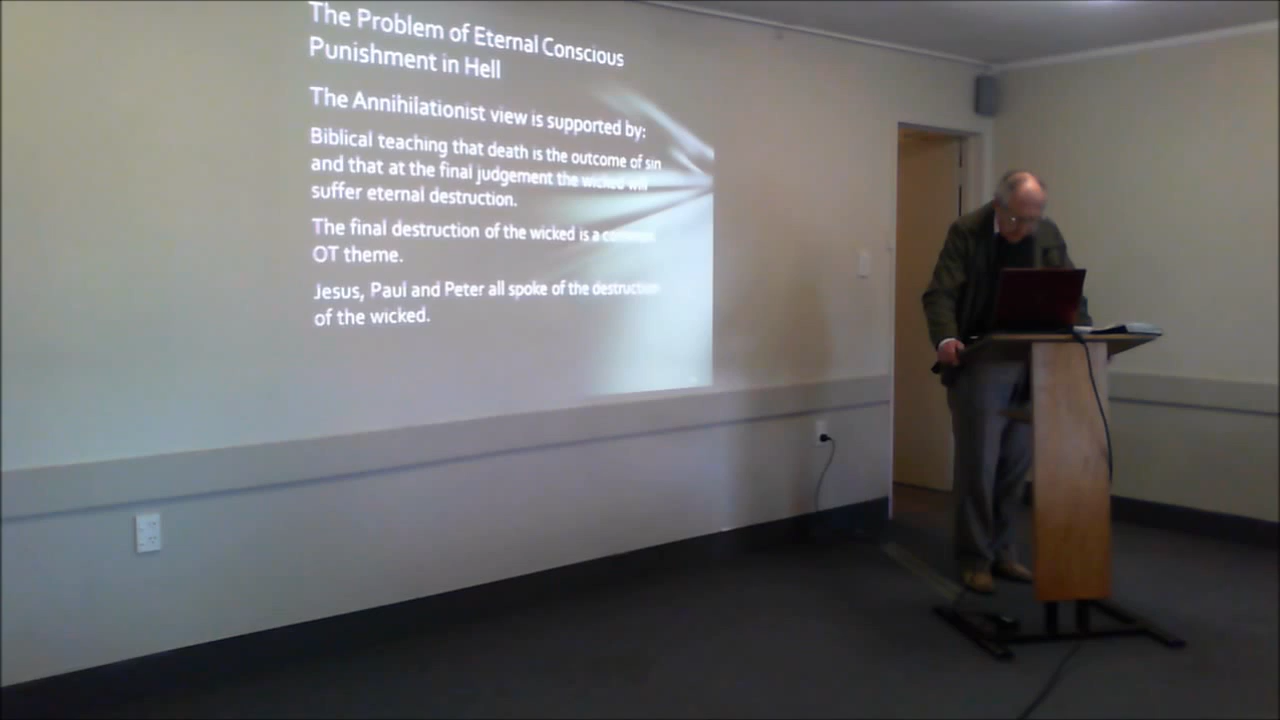 The Problem of Eternal Conscious
Punishment in Hell
The Annihilationist view is supported by:
Biblical teaching that death is the outcome of sin
and that at the final judgement the wicked will
suffer eternal destruction.
The final destruction of the wicked is a common
OT theme.
Jesus, Paul and Peter all spoke of the destruction
of the wicked.